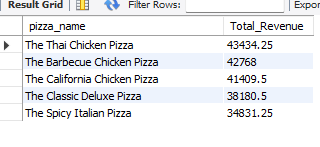 Result Grid Filter Rows: Expor
pizza_name Total_Revenue
The Thai Chicken Pizza 43434.25
The Barbecue Chicken Pizza 42768
The California Chicken Pizza 41409.5
The Classic Deluxe Pizza 38180.5
The Spicy Italian Pizza 34831.25